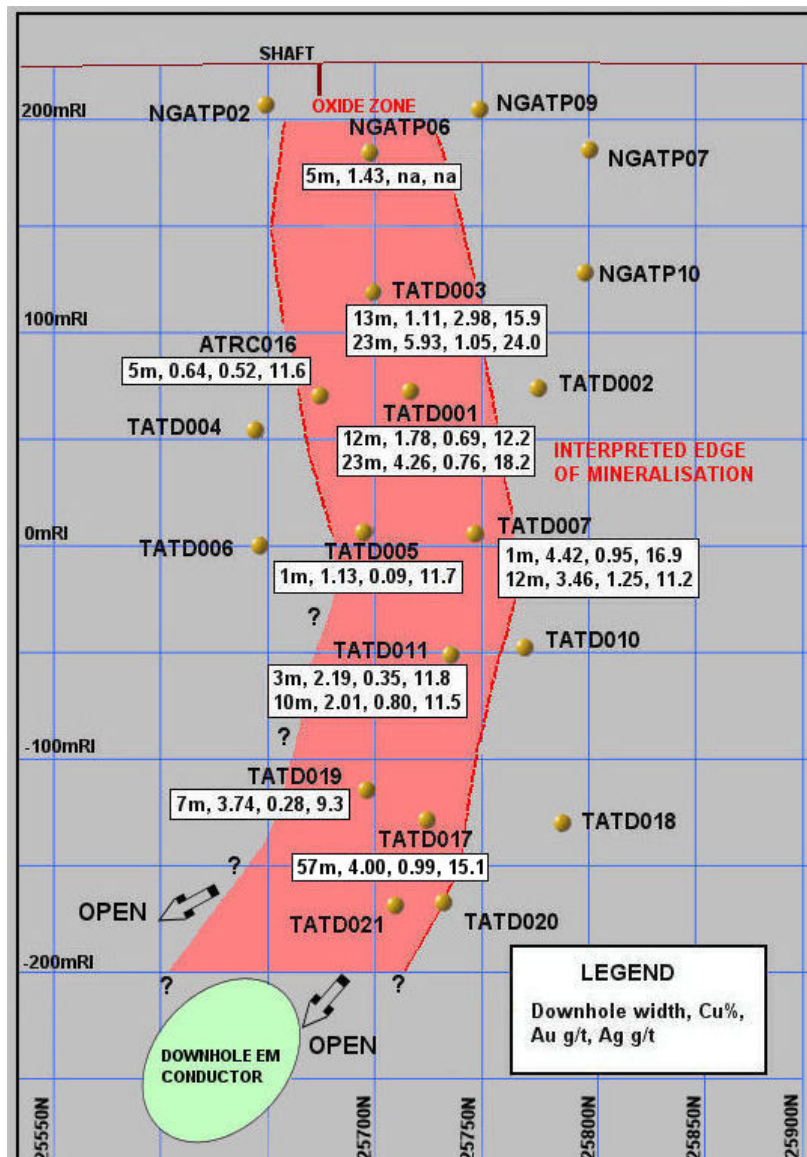 SHAFT
200mRl
NGATP02
OXIDE ZONE
NGATP09
NGATP06
5m, 1.43, na, na
NGATP07
NGATP10
TATD003
13m, 1.11, 2.98, 15.9
23m, 5.93, 1.05, 24.0
100mRl
ATRC016
5m, 0.64, 0.52, 11.6
TATD002
TATD001
12m, 1.78, 0.69, 12.2
23m, 4.26, 0.76, 18.2
TATD004
INTERPRETED EDGE
OF MINERALISATION
0mRl
TATD006
TATD005
1m, 1.13, 0.09, 11.7
TATD007
1m, 4.42, 0.95, 16.9
12m, 3.46, 1.25, 11.2
?
TATD011
3m, 2.19, 0.35, 11.8
10m, 2.01, 0.80, 11.5
TATD010
?
-100mRl
TATD019
7m, 3.74, 0.28, 9.3
TATD017
57m, 4.00, 0.99, 15.1
TATD018
?
OPEN
TATD021
TATD020
-200mRl
?
?
OPEN
DOWNHOLE EM
CONDUCTOR
LEGEND
Downhole width, Cu%,
Au g/t, Ag g/t
25550N
25700N
25750N
25800N
25850N
25900N